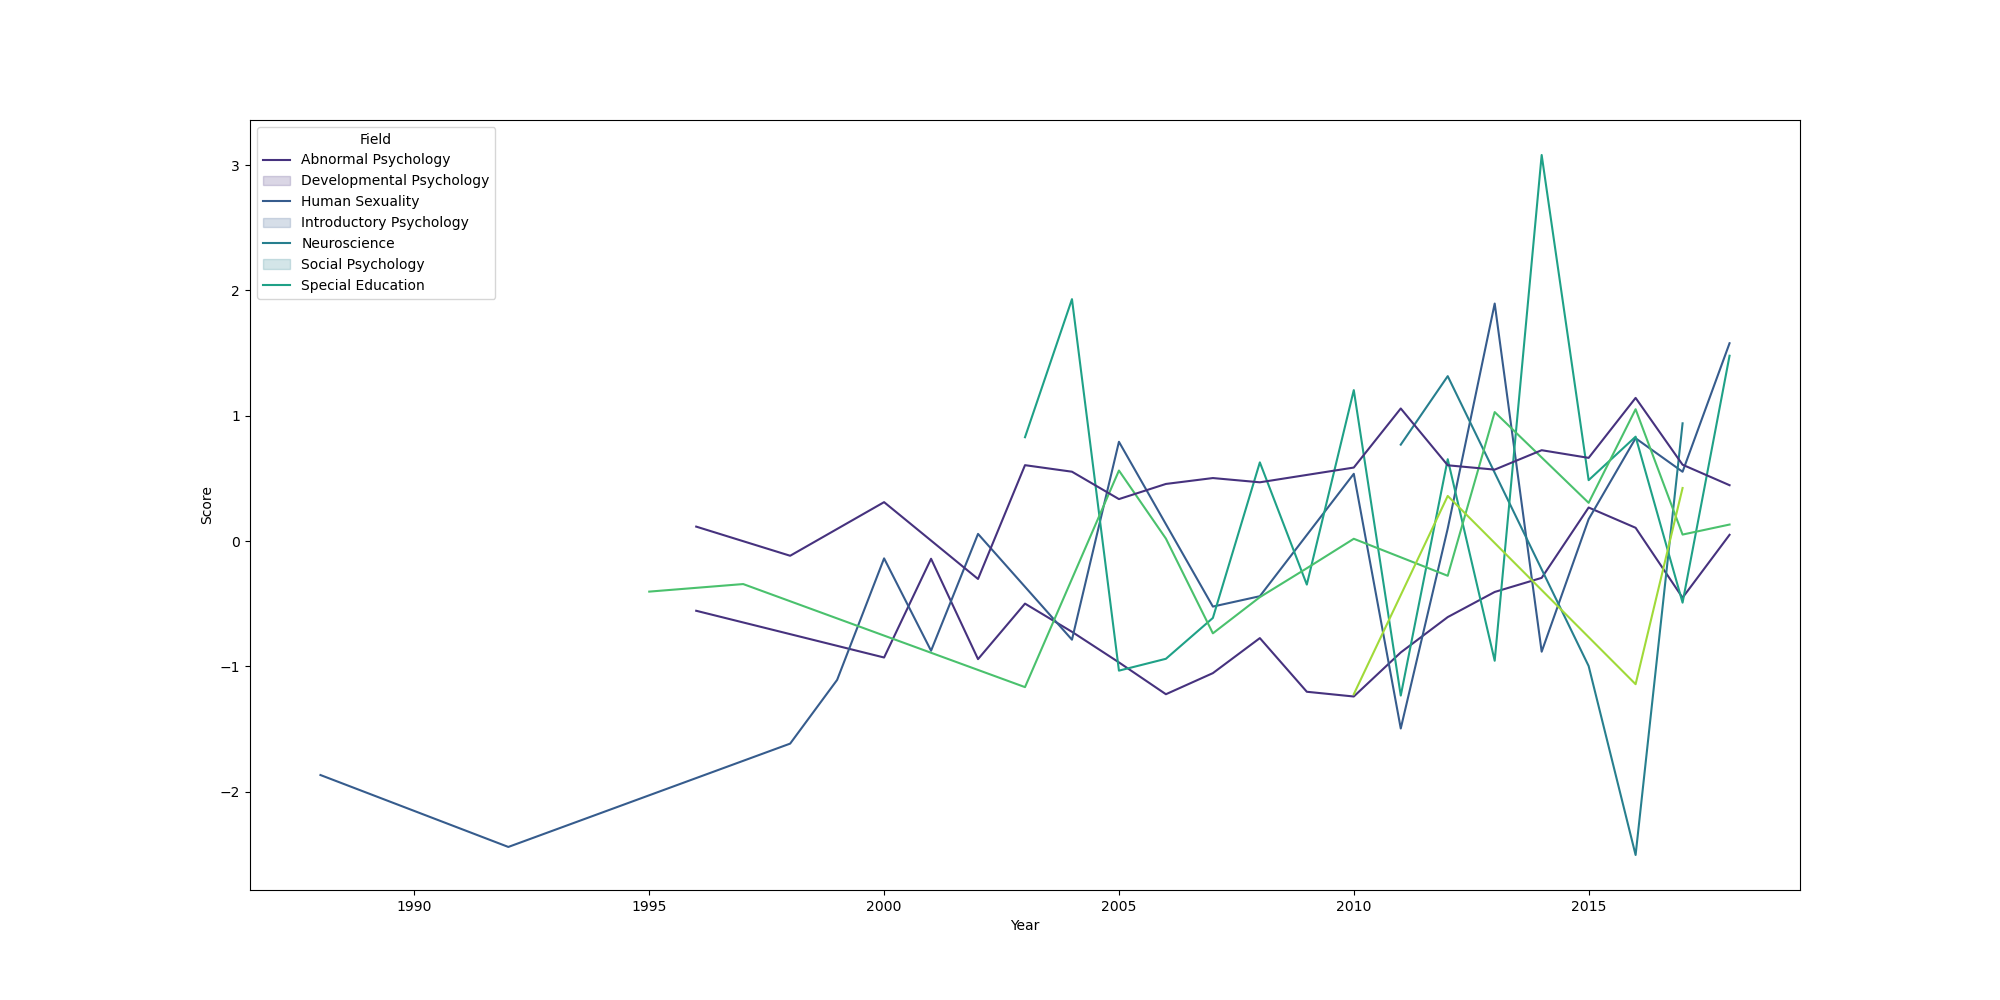 Field
Abnormal Psychology
Developmental Psychology
Human Sexuality
Introductory Psychology
Neuroscience
Social Psychology
Special Education
3
2
1
0
−1
−2
Score
1990 1995 2000 2005 2010 2015
Year